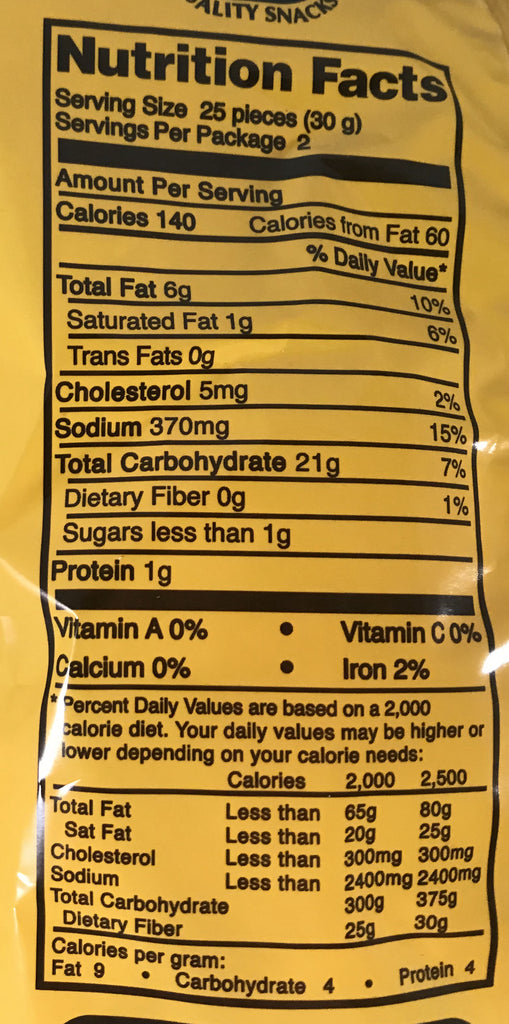 QUALITY SNACKS
Nutrition Facts
Serving Size 25 pieces (30 g)
Servings Per Package 2
Amount Per Serving
Calories 140 Calories from Fat 60
% Daily Value*
Total Fat 6g 10%
Saturated Fat 1g 6%
Trans Fats 0g
Cholesterol 5mg 2%
Sodium 370mg 15%
Total Carbohydrate 21g 7%
Dietary Fiber 0g 1%
Sugars less than 1g
Protein 1g
Vitamin A 0% • Vitamin C 0%
Calcium 0% • Iron 2%
*Percent Daily Values are based on a 2,000
calorie diet. Your daily values may be higher or
lower depending on your calorie needs:
Calories 2,000 2,500
Total Fat Less than 65g 80g
Sat Fat Less than 20g 25g
Cholesterol Less than 300mg 300mg
Sodium Less than 2400mg 2400mg
Total Carbohydrate 300g 375g
Dietary Fiber 25g 30g
Calories per gram:
Fat 9 • Carbohydrate 4 • Protein 4